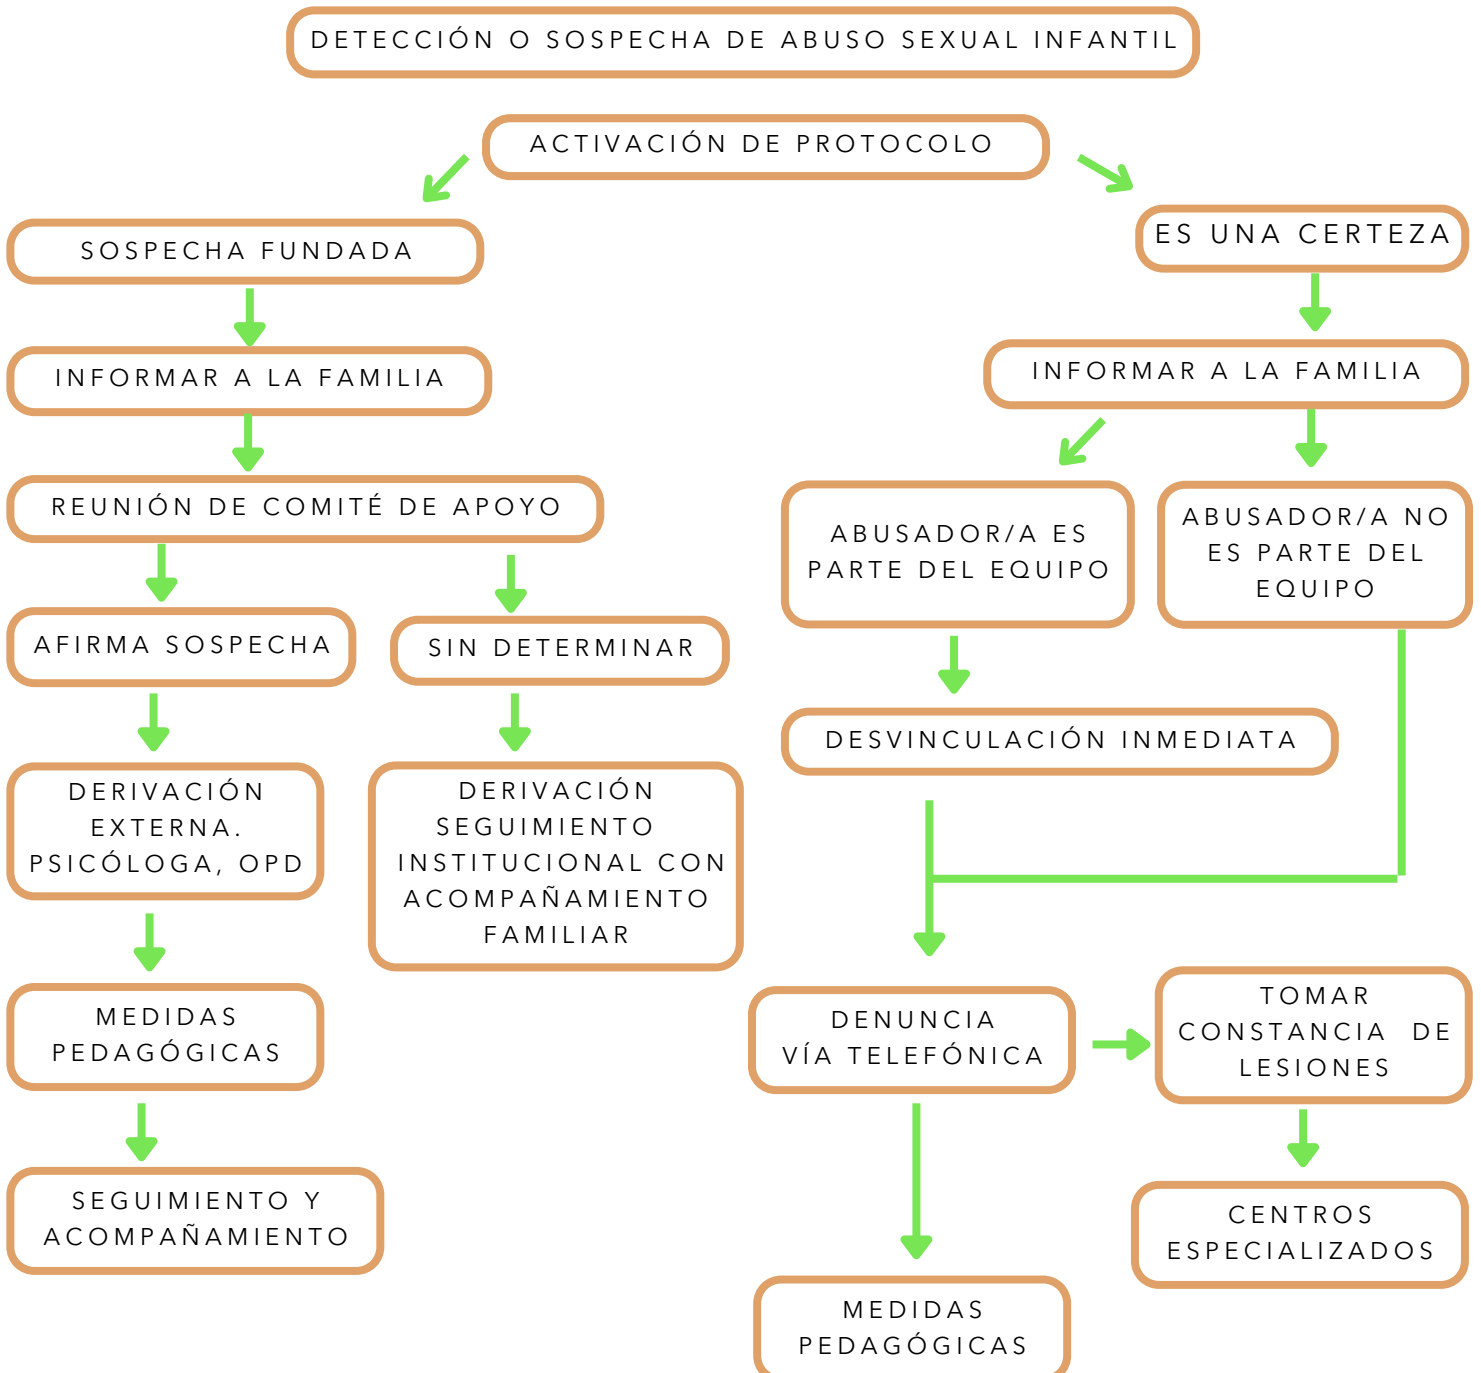 DETECCIÓN O SOSPECHA DE ABUSO SEXUAL INFANTIL
ACTIVACIÓN DE PROTOCOLO
SOSPECHA FUNDADA
INFORMAR A LA FAMILIA
REUNIÓN DE COMITÉ DE APOYO
AFIRMA SOSPECHA
DERIVACIÓN
EXTERNA.
PSICÓLOGA, OPD
MEDIDAS
PEDAGÓGICAS
SEGUIMIENTO Y
ACOMPAÑAMIENTO
SIN DETERMINAR
DERIVACIÓN
SEGUIMIENTO
INSTITUCIONAL CON
ACOMPAÑAMIENTO
FAMILIAR
ES UNA CERTEZA
INFORMAR A LA FAMILIA
ABUSADOR/A ES
PARTE DEL EQUIPO
DESVINCULACIÓN INMEDIATA
ABUSADOR/A NO
ES PARTE DEL
EQUIPO
DENUNCIA
VÍA TELEFÓNICA
TOMAR
CONSTANCIA DE
LESIONES
CENTROS
ESPECIALIZADOS
MEDIDAS
PEDAGÓGICAS